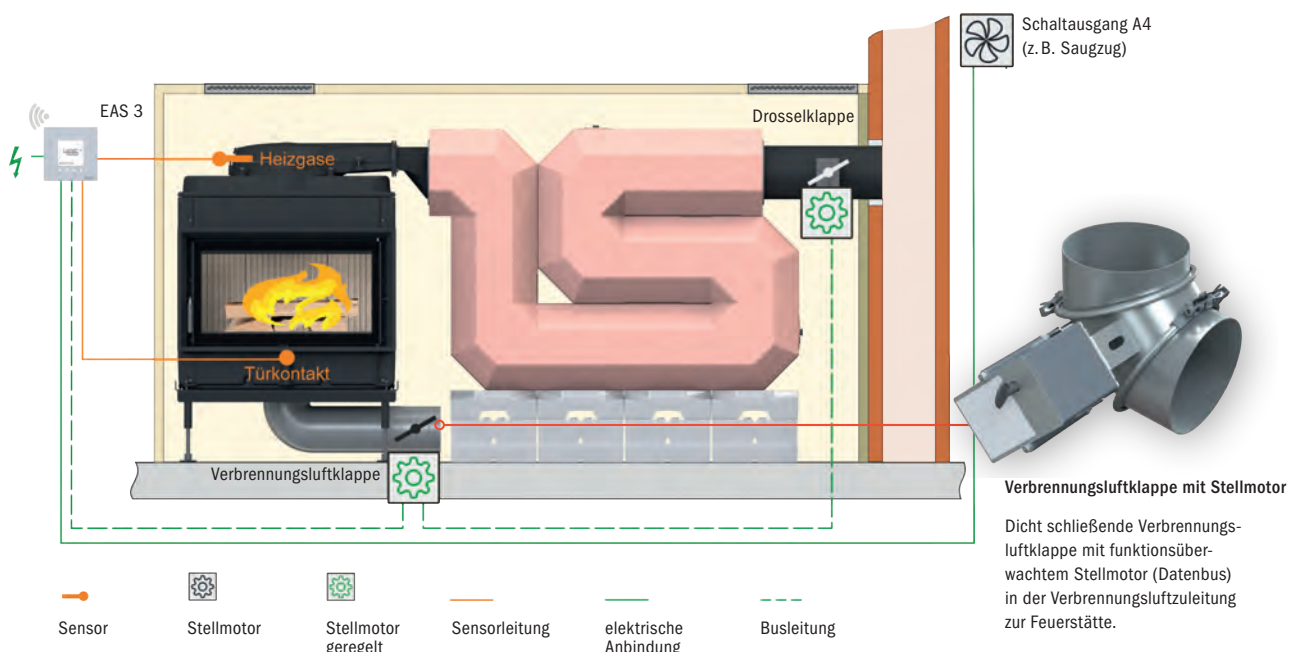 Schaltausgang A4
(z. B. Saugzug)
EAS 3
Drosselklappe
Heizgase
Türkontakt
Verbrennungsluftklappe
Verbrennungsluftklappe mit Stellmotor
Dicht schließende Verbrennungs-
luftklappe mit funktionsüber-
wachtem Stellmotor (Datenbus)
in der Verbrennungsluftzuleitung
zur Feuerstätte.
Sensor
Stellmotor
Stellmotor
geregelt
Sensorleitung
elektrische
Anbindung
Busleitung